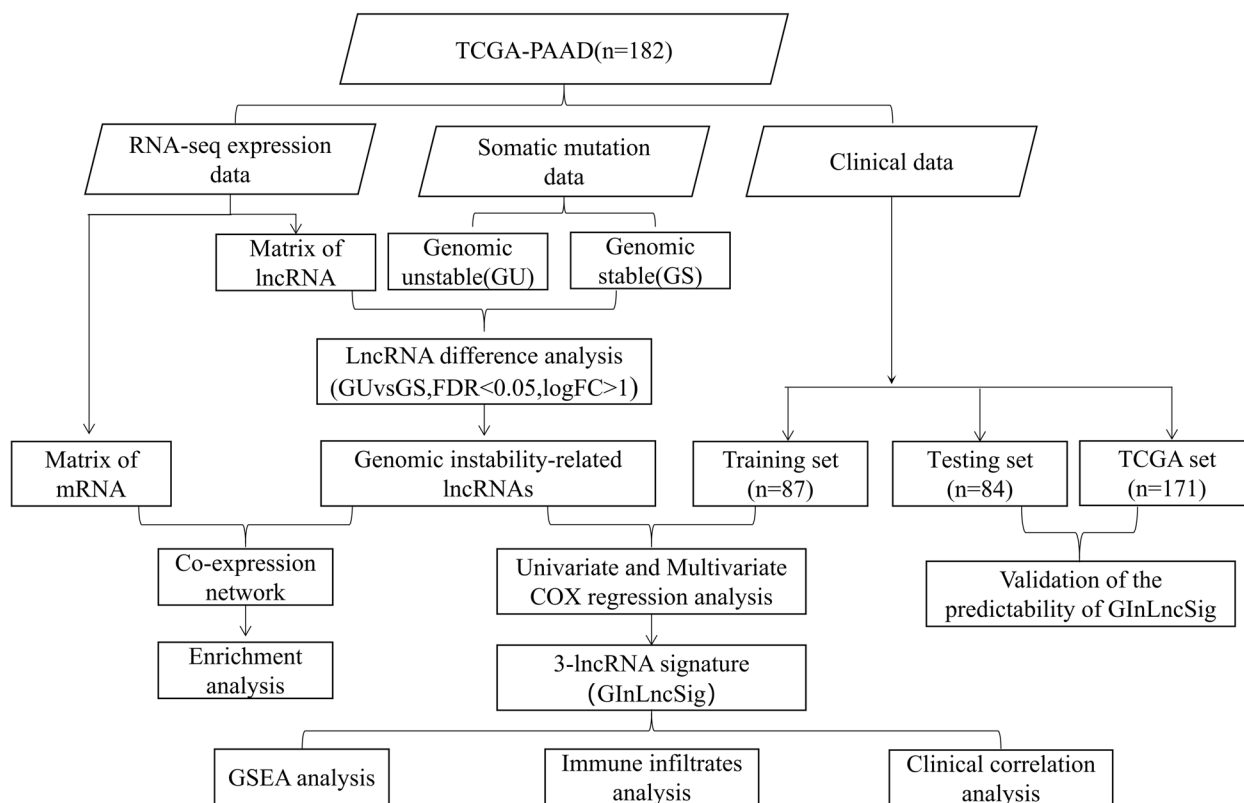 TCGA-PAAD(n=182)
RNA-seq expression
data
Somatic mutation
data
Clinical data
Matrix of
lncRNA
Genomic
unstable(GU)
Genomic
stable(GS)
LncRNA difference analysis
(GUvsGS,FDR<0.05,logFC>1)
Matrix of
mRNA
Genomic instability-related
lncRNAs
Training set
(n=87)
Testing set
(n=84)
TCGA set
(n=171)
Co-expression
network
Univariate and Multivariate
COX regression analysis
Validation of the
predictability of GInLncSig
Enrichment
analysis
3-lncRNA signature
(GInLncSig)
GSEA analysis
Immune infiltrates
analysis
Clinical correlation
analysis